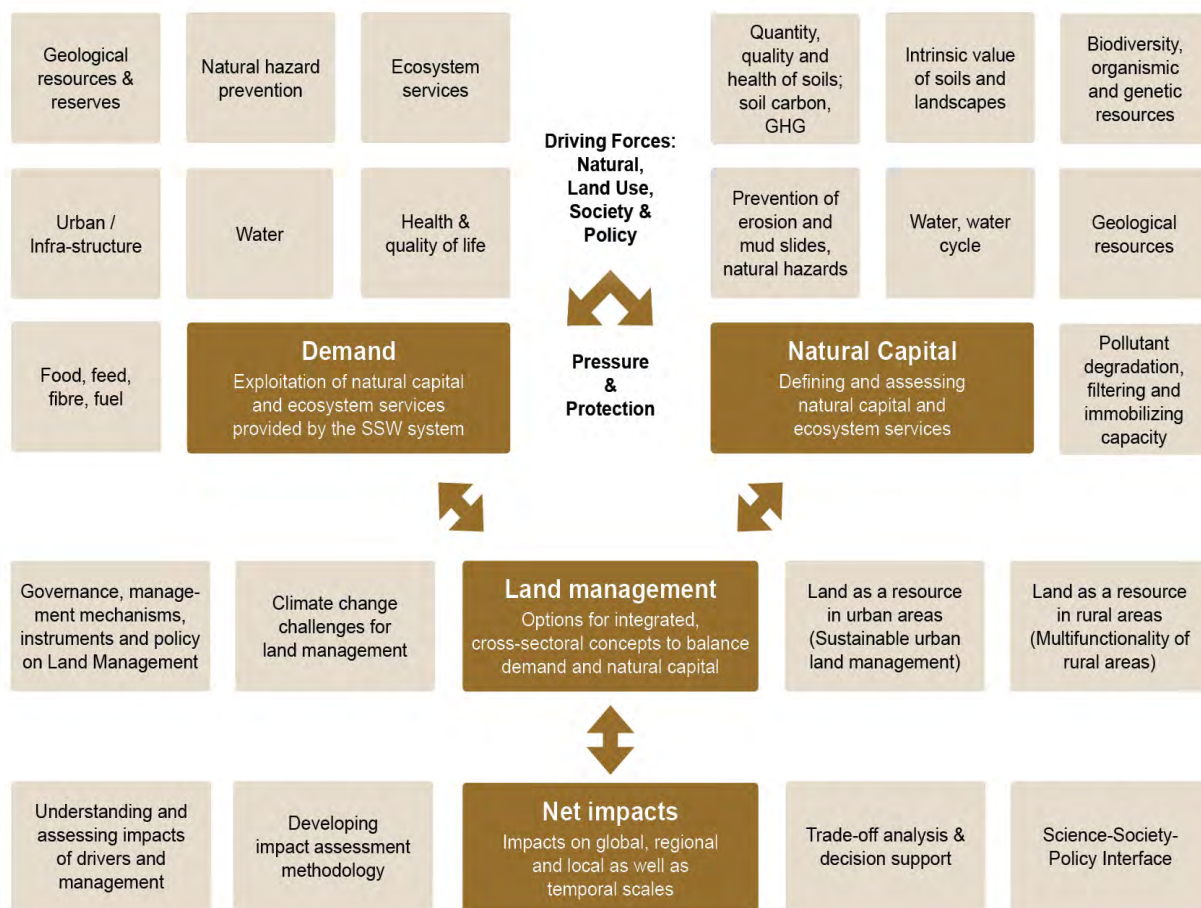 Geological
resources &
reserves
Natural hazard
prevention
Ecosystem
services
Driving Forces:
Natural,
Land Use,
Society &
Policy
Quantity,
quality and
health of soils;
soil carbon,
GHG
Intrinsic value
of soils and
landscapes
Biodiversity,
organismic
and genetic
resources
Urban /
Infra-structure
Water
Health &
quality of life
Prevention of
erosion and
mud slides,
natural hazards
Water, water
cycle
Geological
resources
Food, feed,
fibre, fuel
Demand
Exploitation of natural capital
and ecosystem services
provided by the SSW system
Pressure
&
Protection
Natural Capital
Defining and assessing
natural capital and
ecosystem services
Pollutant
degradation,
filtering and
immobilizing
capacity
Governance, manage-
ment mechanisms,
instruments and policy
on Land Management
Climate change
challenges for
land management
Land management
Options for integrated,
cross-sectoral concepts to balance
demand and natural capital
Land as a resource
in urban areas
(Sustainable urban
land management)
Land as a resource
in rural areas
(Multifunctionality of
rural areas)
Understanding and
assessing impacts
of drivers and
management
Developing
impact assessment
methodology
Net impacts
Impacts on global, regional
and local as well as
temporal scales
Trade-off analysis &
decision support
Science-Society-
Policy Interface